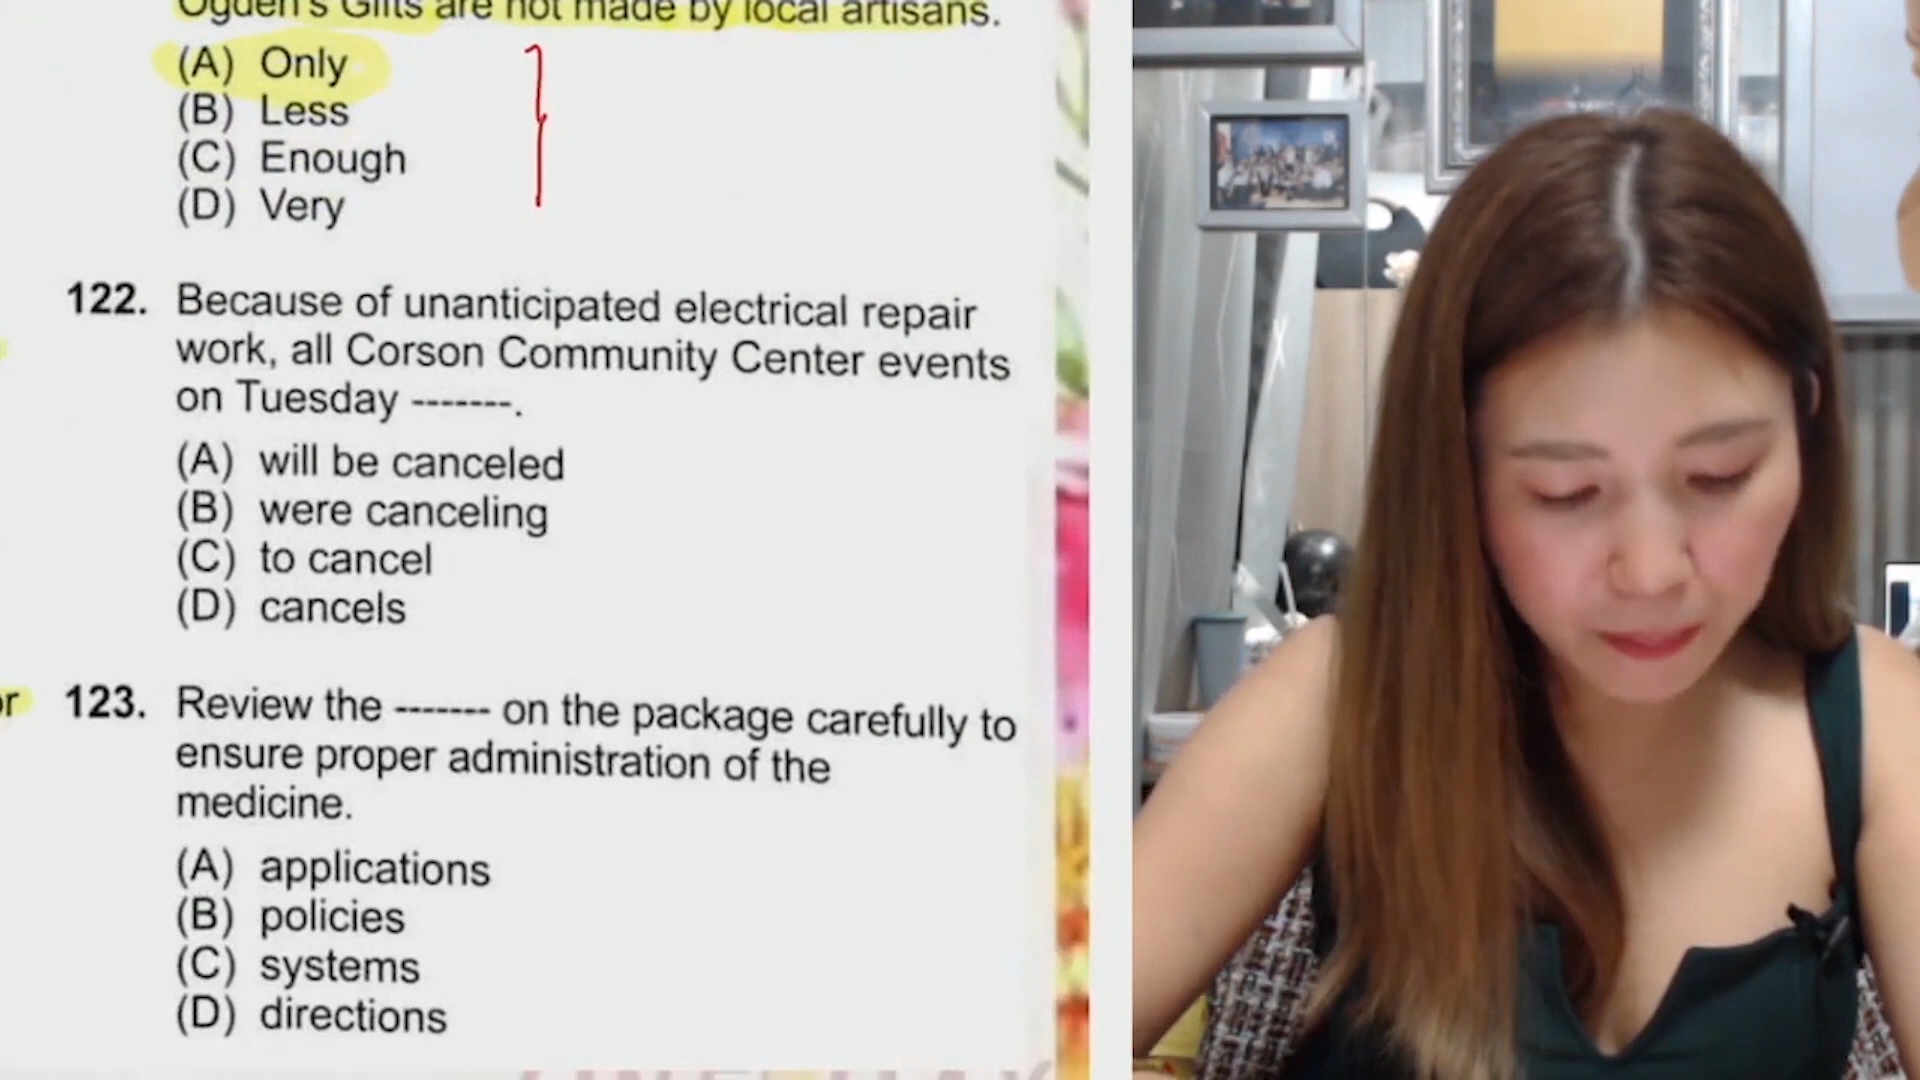 Ogden's Gifts are not made by local artisans.
(A) Only
(B) Less
(C) Enough
(D) Very
122. Because of unanticipated electrical repair
work, all Corson Community Center events
on Tuesday -------.
(A) will be canceled
(B) were canceling
(C) to cancel
(D) cancels
or
123. Review the ------- on the package carefully to
ensure proper administration of the
medicine.
(A) applications
(B) policies
(C) systems
(D) directions